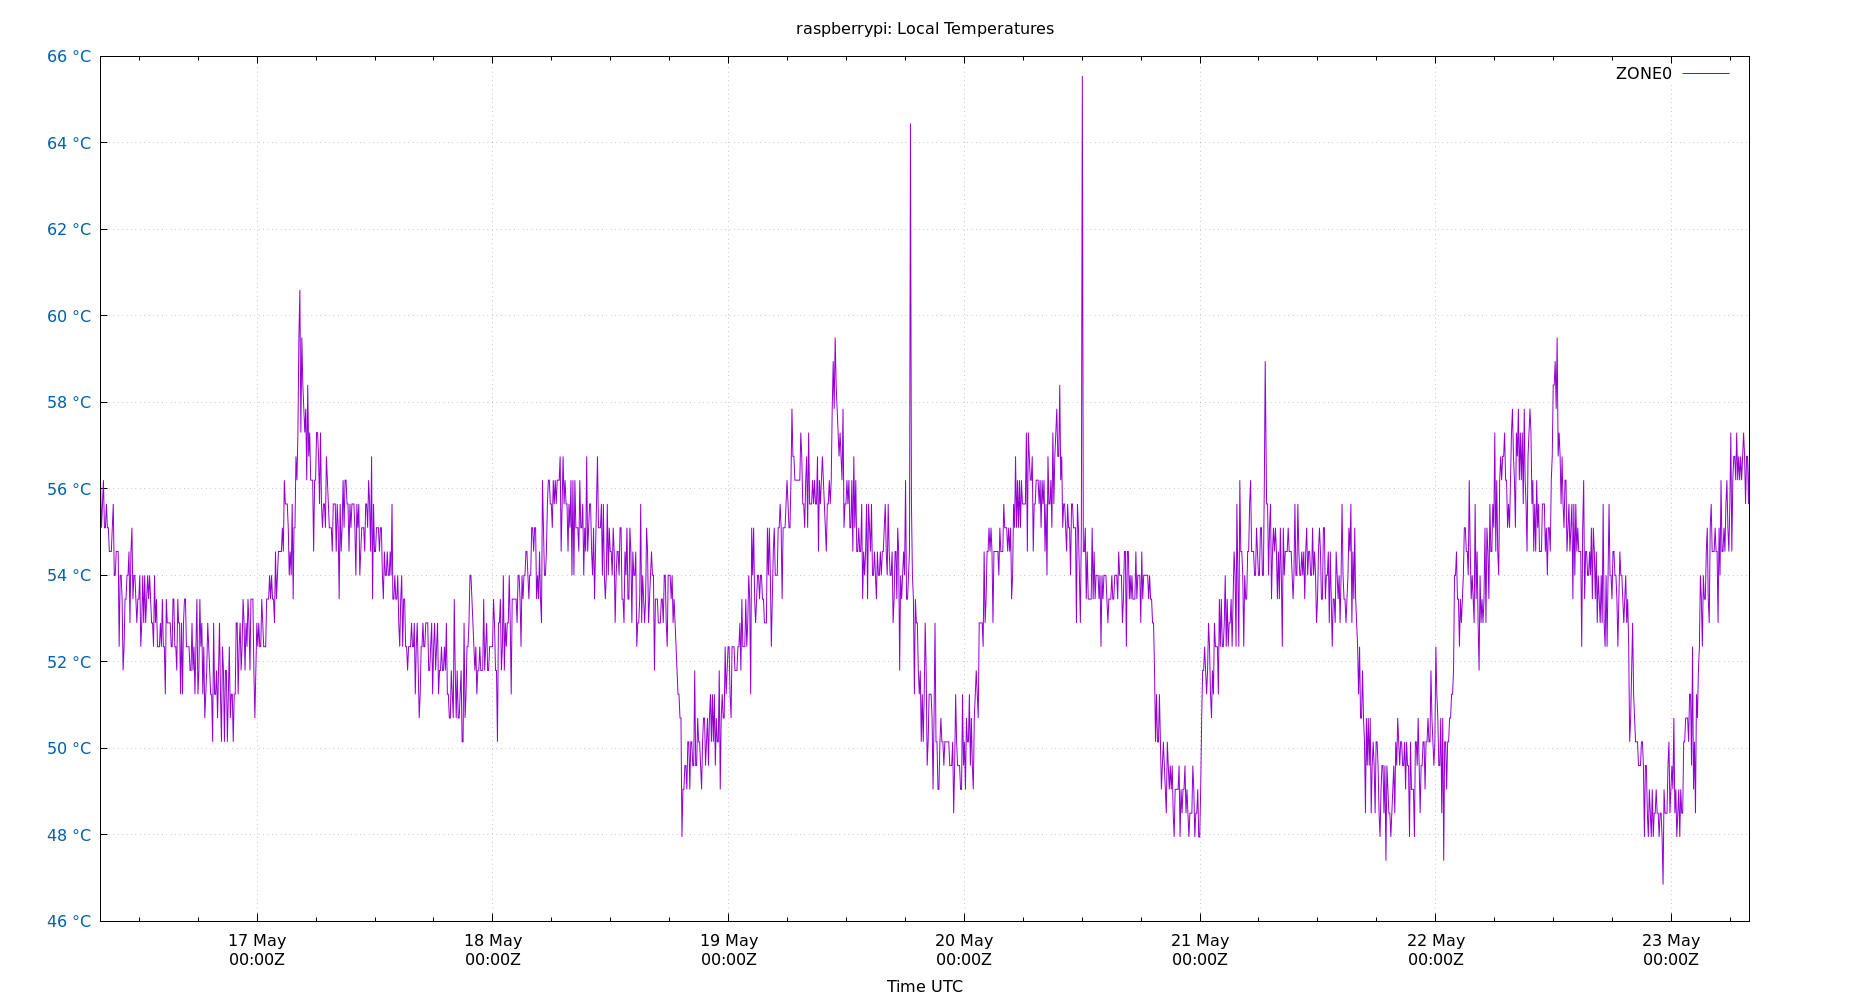 raspberrypi: Local Temperatures
ZONE0
66 °C
64 °C
62 °C
60 °C
58 °C
56 °C
54 °C
52 °C
50 °C
48 °C
46 °C
17 May 18 May 19 May 20 May 21 May 22 May 23 May
00:00Z 00:00Z 00:00Z 00:00Z 00:00Z 00:00Z 00:00Z
Time UTC